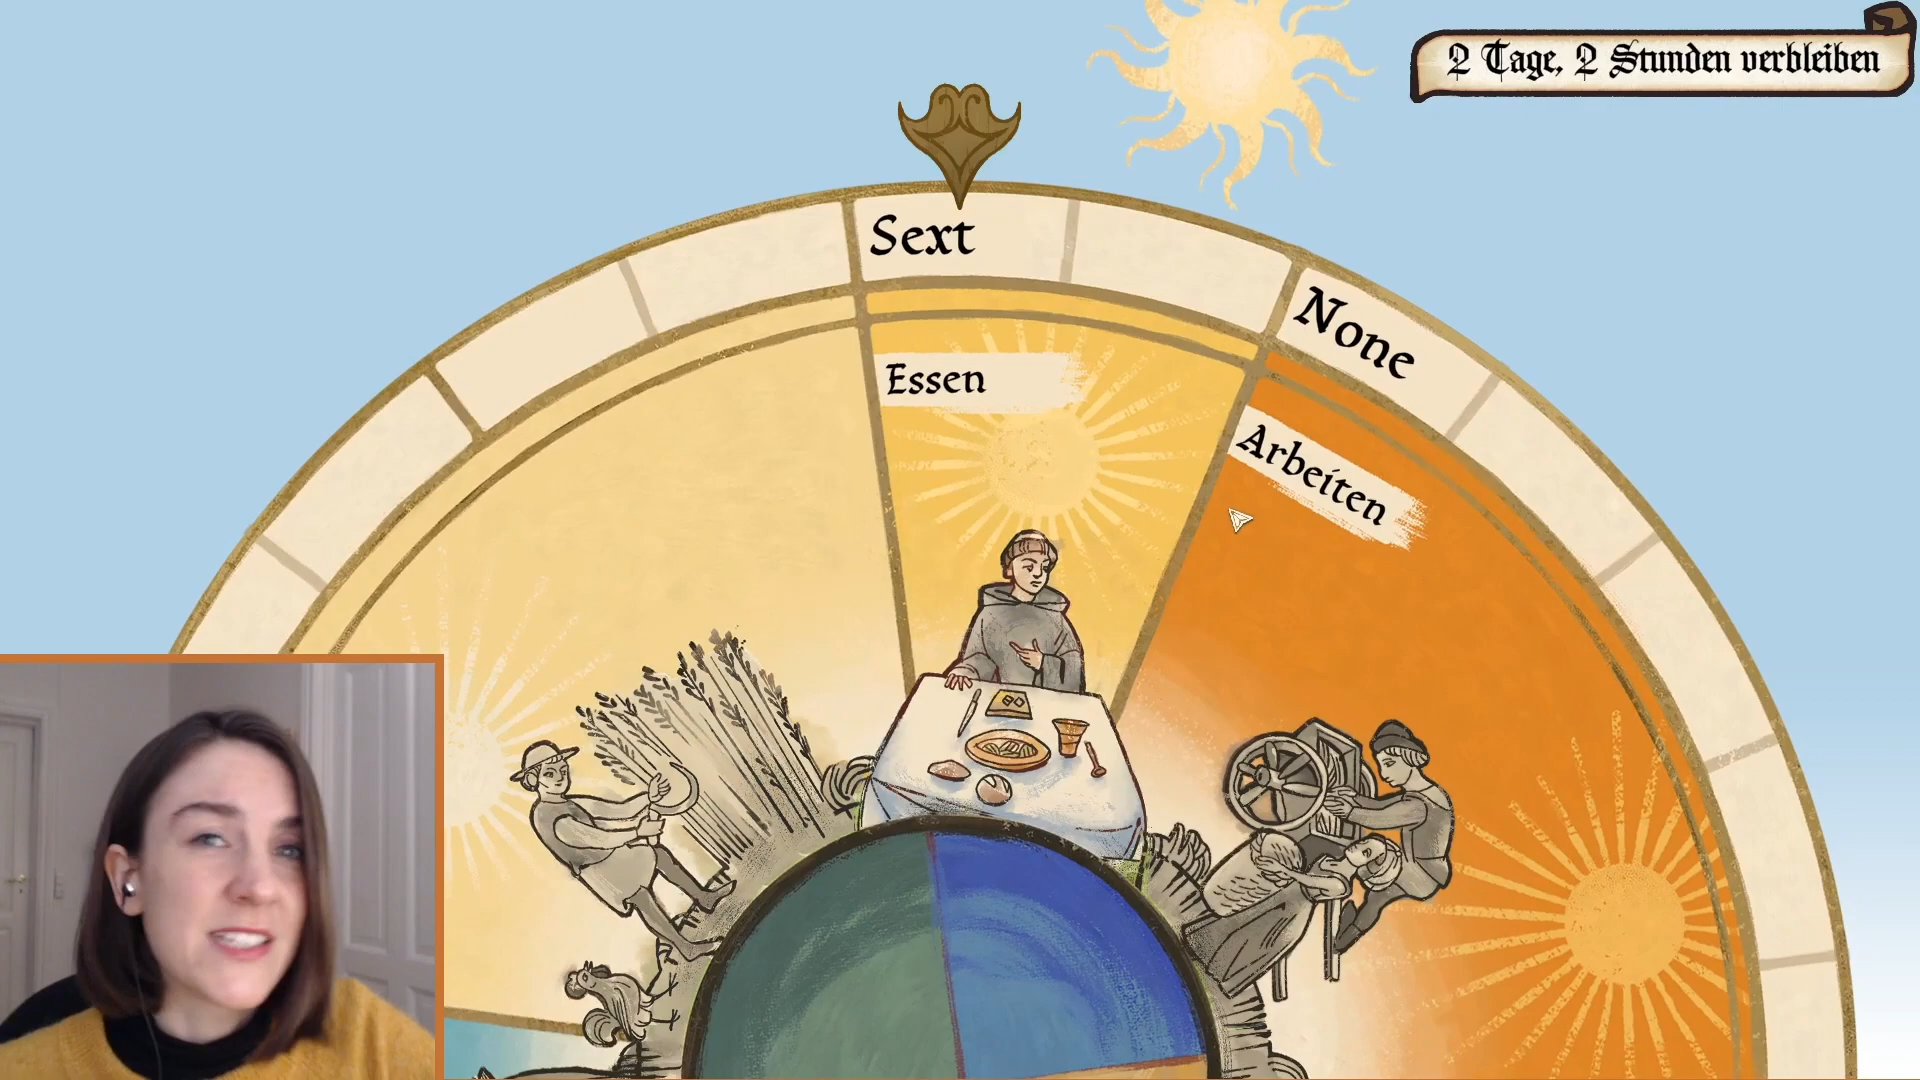 2 Tage, 2 Stunden verbleiben
Sext
None
Essen
Arbeiten